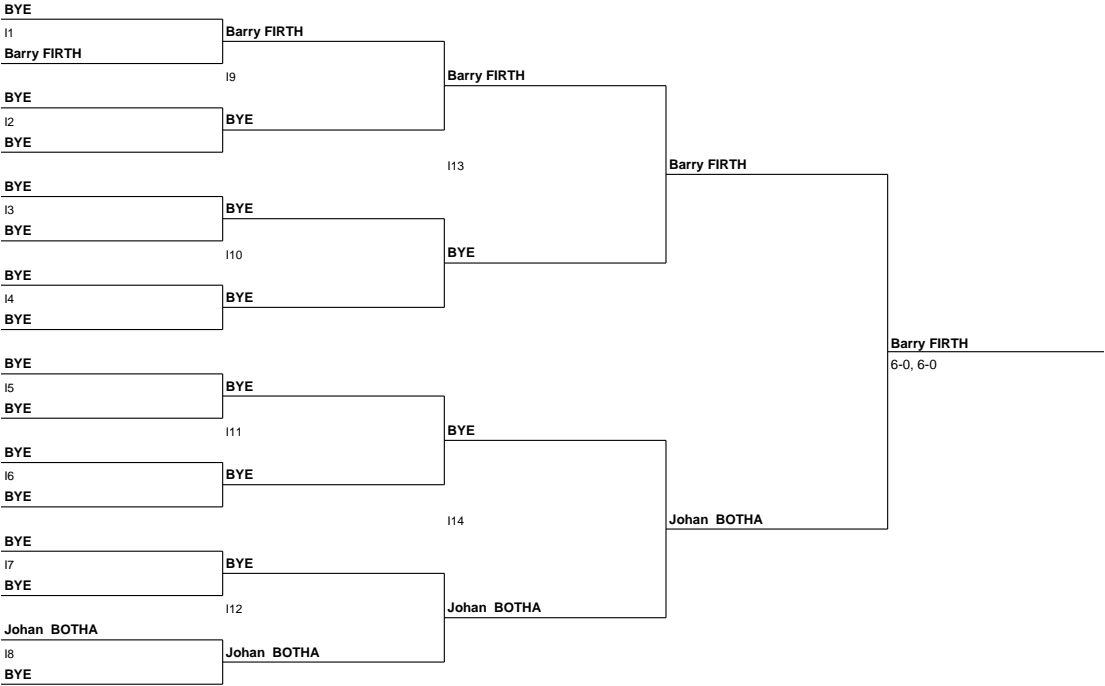 BYE
I1
Barry FIRTH
BYE
I2
BYE
BYE
I3
BYE
BYE
I4
BYE
BYE
I5
BYE
BYE
I6
BYE
BYE
I7
BYE
Johan BOTHA
I8
BYE
Barry FIRTH
I9
BYE
BYE
I10
BYE
BYE
I11
BYE
BYE
I12
Johan BOTHA
Barry FIRTH
I13
BYE
BYE
I14
Johan BOTHA
Barry FIRTH
Johan BOTHA
Barry FIRTH
6-0, 6-0